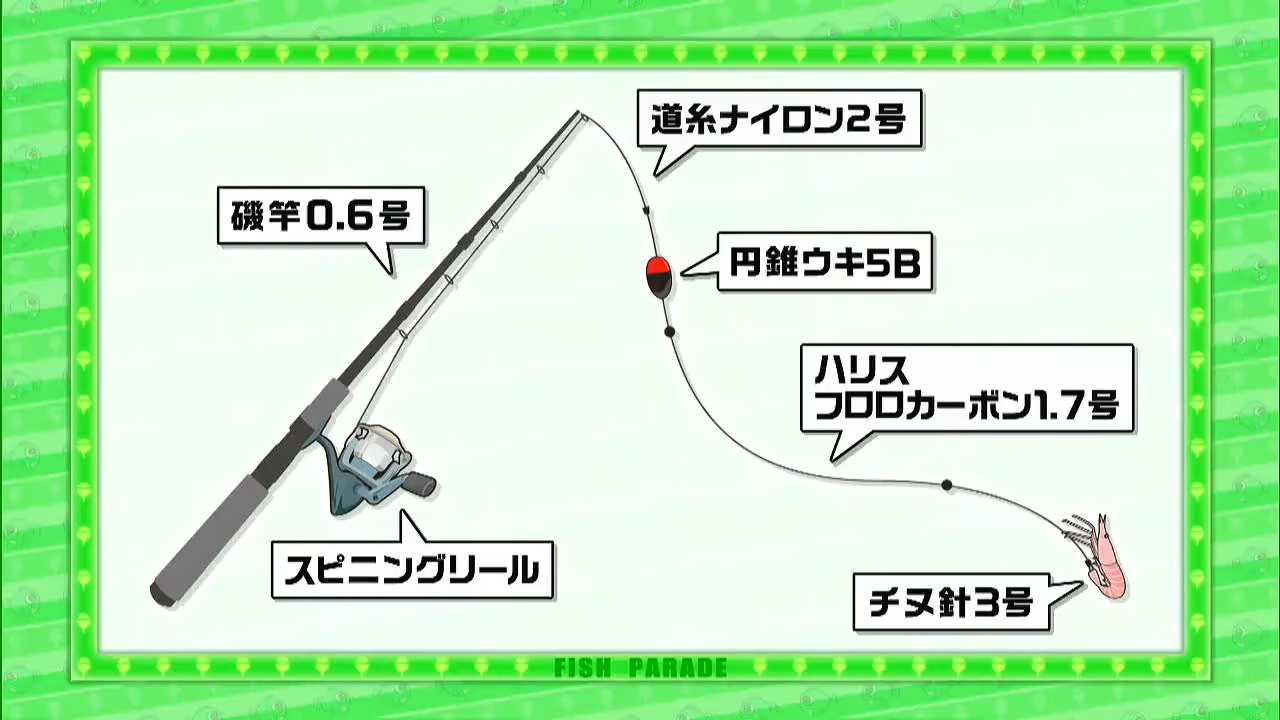 道糸ナイロン2号
磯竿0.6号
円錐ウキ5B
ハリス
フロロカーボン1.7号
スピニングリール
チヌ針3号
FISH PARADE